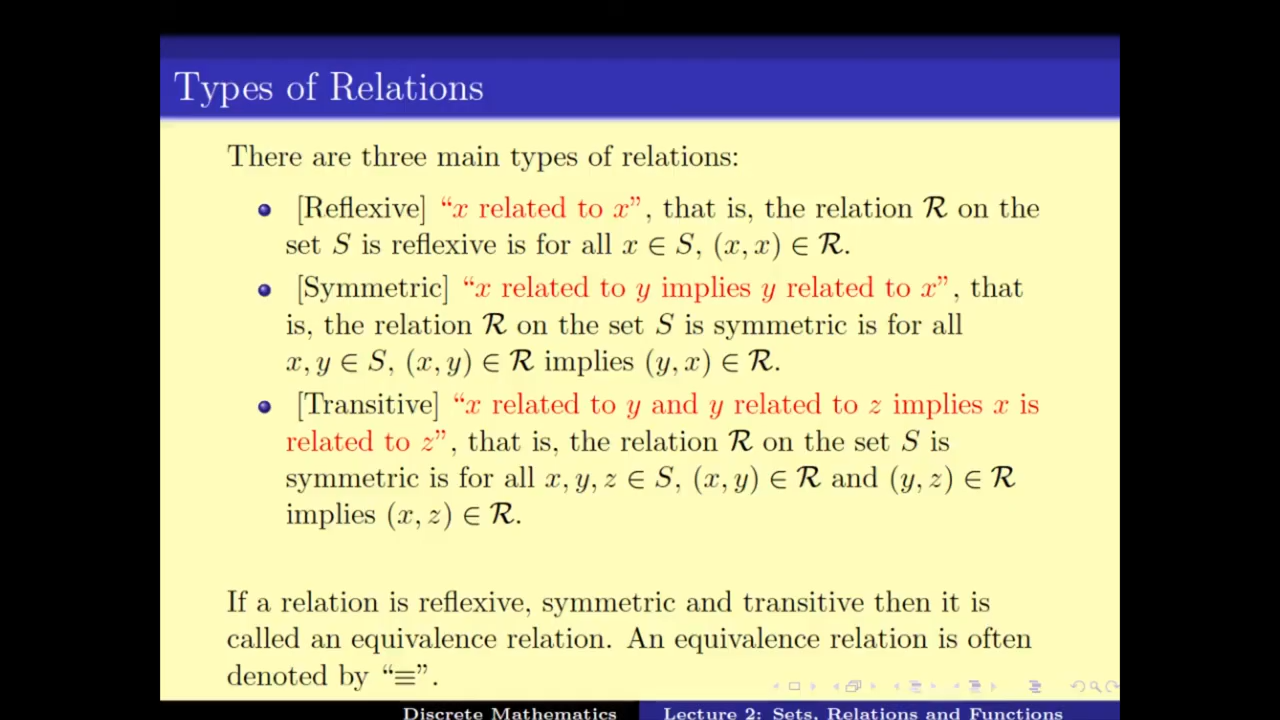 Types of Relations
There are three main types of relations:
[Reflexive] “x related to x”, that is, the relation ℛ on the
set S is reflexive is for all x ∈ S, (x, x) ∈ ℛ.
[Symmetric] “x related to y implies y related to x”, that
is, the relation ℛ on the set S is symmetric is for all
x, y ∈ S, (x, y) ∈ ℛ implies (y, x) ∈ ℛ.
[Transitive] “x related to y and y related to z implies x is
related to z”, that is, the relation ℛ on the set S is
symmetric is for all x, y, z ∈ S, (x, y) ∈ ℛ and (y, z) ∈ ℛ
implies (x, z) ∈ ℛ.
If a relation is reflexive, symmetric and transitive then it is
called an equivalence relation. An equivalence relation is often
denoted by “≡”.
Discrete Mathematics Lecture 2: Sets, Relations and Functions